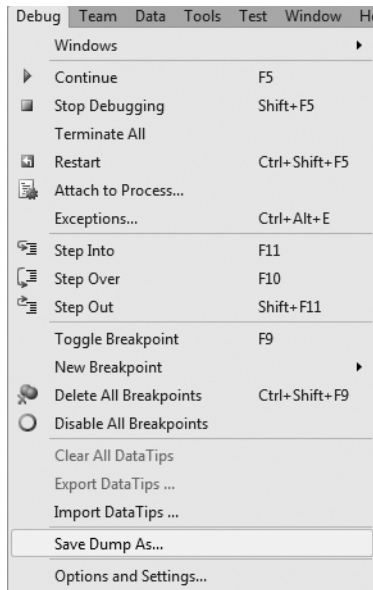 Debug Team Data Tools Test Window
Windows
Continue F5
Stop Debugging Shift+F5
Terminate All
Restart Ctrl+Shift+F5
Attach to Process...
Exceptions... Ctrl+Alt+E
Step Into F11
Step Over F10
Step Out Shift+F11
Toggle Breakpoint F9
New Breakpoint
Delete All Breakpoints Ctrl+Shift+F9
Disable All Breakpoints
Clear All DataTips
Export DataTips ...
Import DataTips ...
Save Dump As...
Options and Settings...